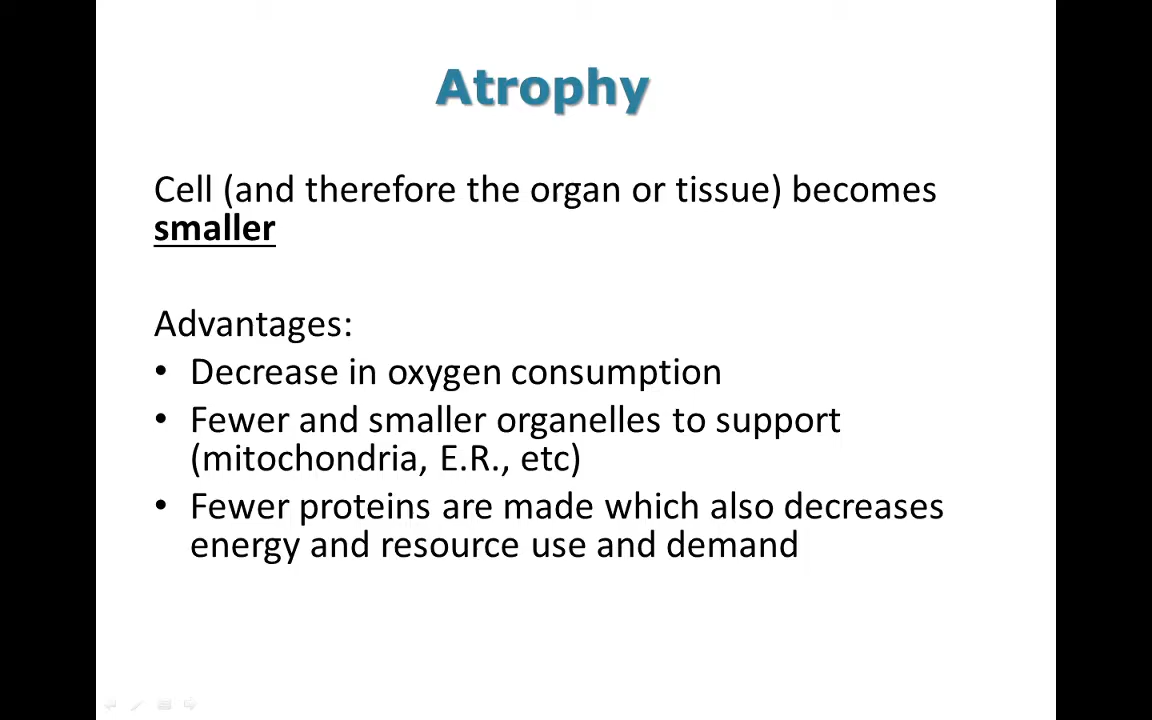 Atrophy
Cell (and therefore the organ or tissue) becomes
smaller
Advantages:
• Decrease in oxygen consumption
• Fewer and smaller organelles to support
(mitochondria, E.R., etc)
• Fewer proteins are made which also decreases
energy and resource use and demand